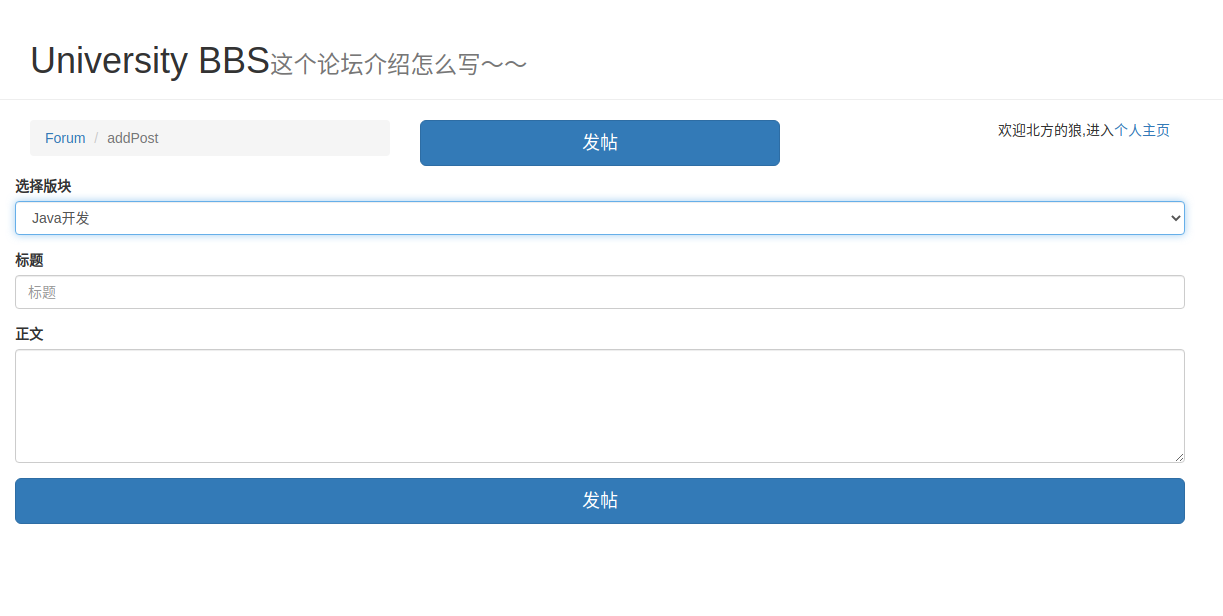 University BBS这个论坛介绍怎么写～～
Forum / addPost
发帖
欢迎北方的狼,进入个人主页
选择版块
Java开发
标题
标题
正文
发帖